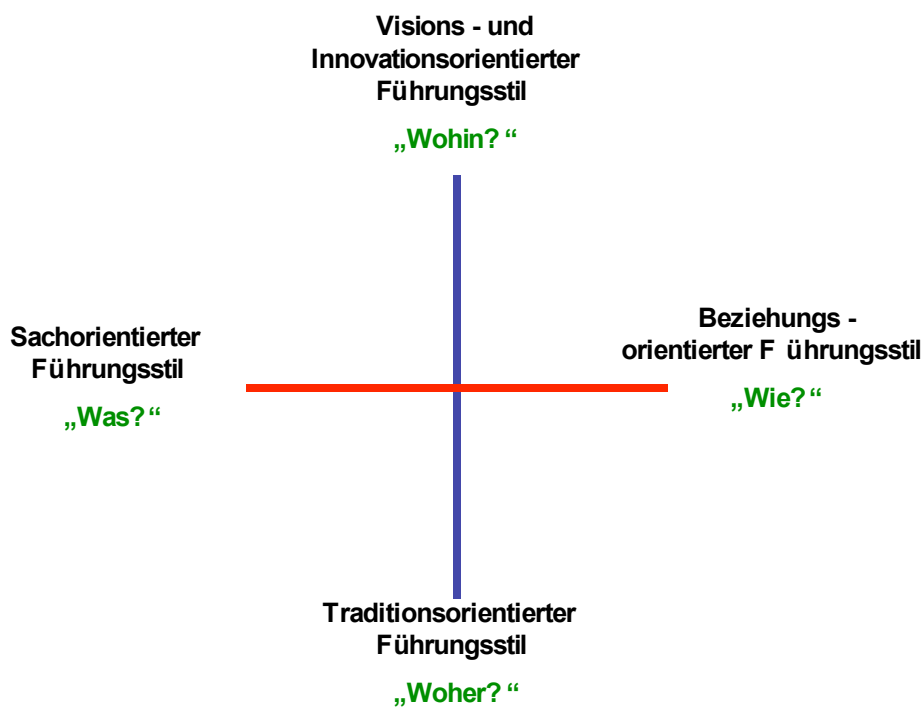 Visions - und
Innovationsorientierter
Führungsstil
„Wohin? “
Sachorientierter
Führungsstil
„Was? “
Beziehungs -
orientierter F ührungsstil
„Wie? “
Traditionsorientierter
Führungsstil
„Woher? “